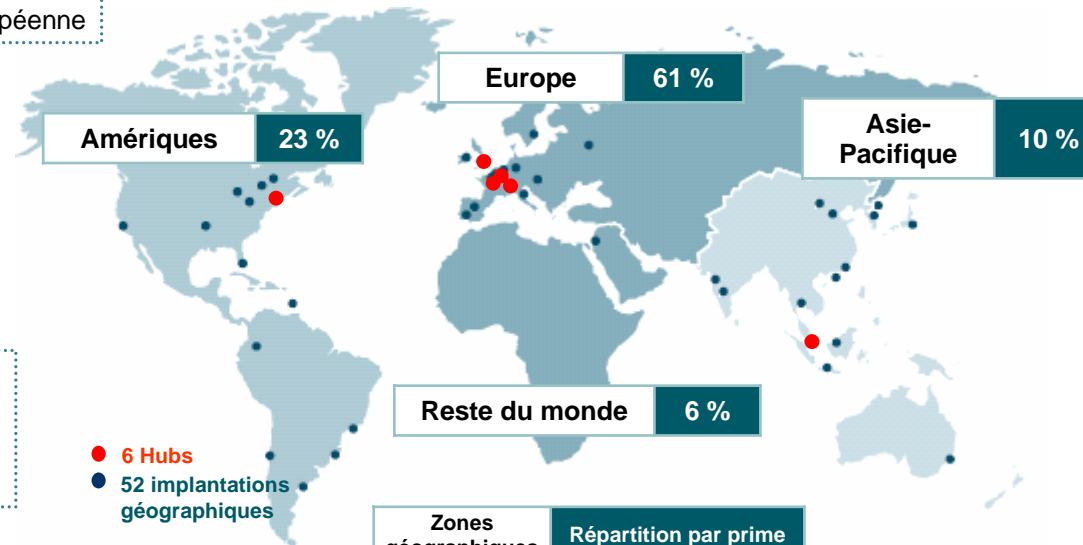 péenne
Europe 61 %
Amériques 23 %
Asie-
Pacifique 10 %
Reste du monde 6 %
6 Hubs
52 implantations
géographiques
Zones
géographiques
Répartition par prime